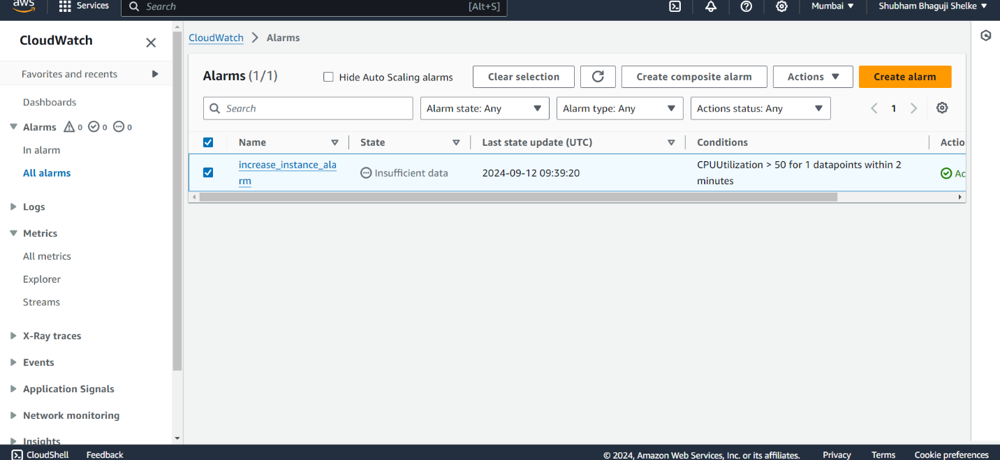 aws
Services
Search
[Alt+S]
Mumbai
Shubham Bhaguji Shelke
CloudWatch
Favorites and recents
Dashboards
Alarms 0 0 0
In alarm
All alarms
Logs
Metrics
All metrics
Explorer
Streams
X-Ray traces
Events
Application Signals
Network monitoring
Insights
CloudWatch > Alarms
Alarms (1/1)
Hide Auto Scaling alarms
Clear selection
Create composite alarm
Actions
Create alarm
Search
Alarm state: Any
Alarm type: Any
Actions status: Any
1
Name
State
Last state update (UTC)
Conditions
Actio
increase_instance_ala
rm
Insufficient data
2024-09-12 09:39:20
CPUUtilization > 50 for 1 datapoints within 2
minutes
Ac
CloudShell
Feedback
© 2024, Amazon Web Services, Inc. or its affiliates.
Privacy
Terms
Cookie preferences